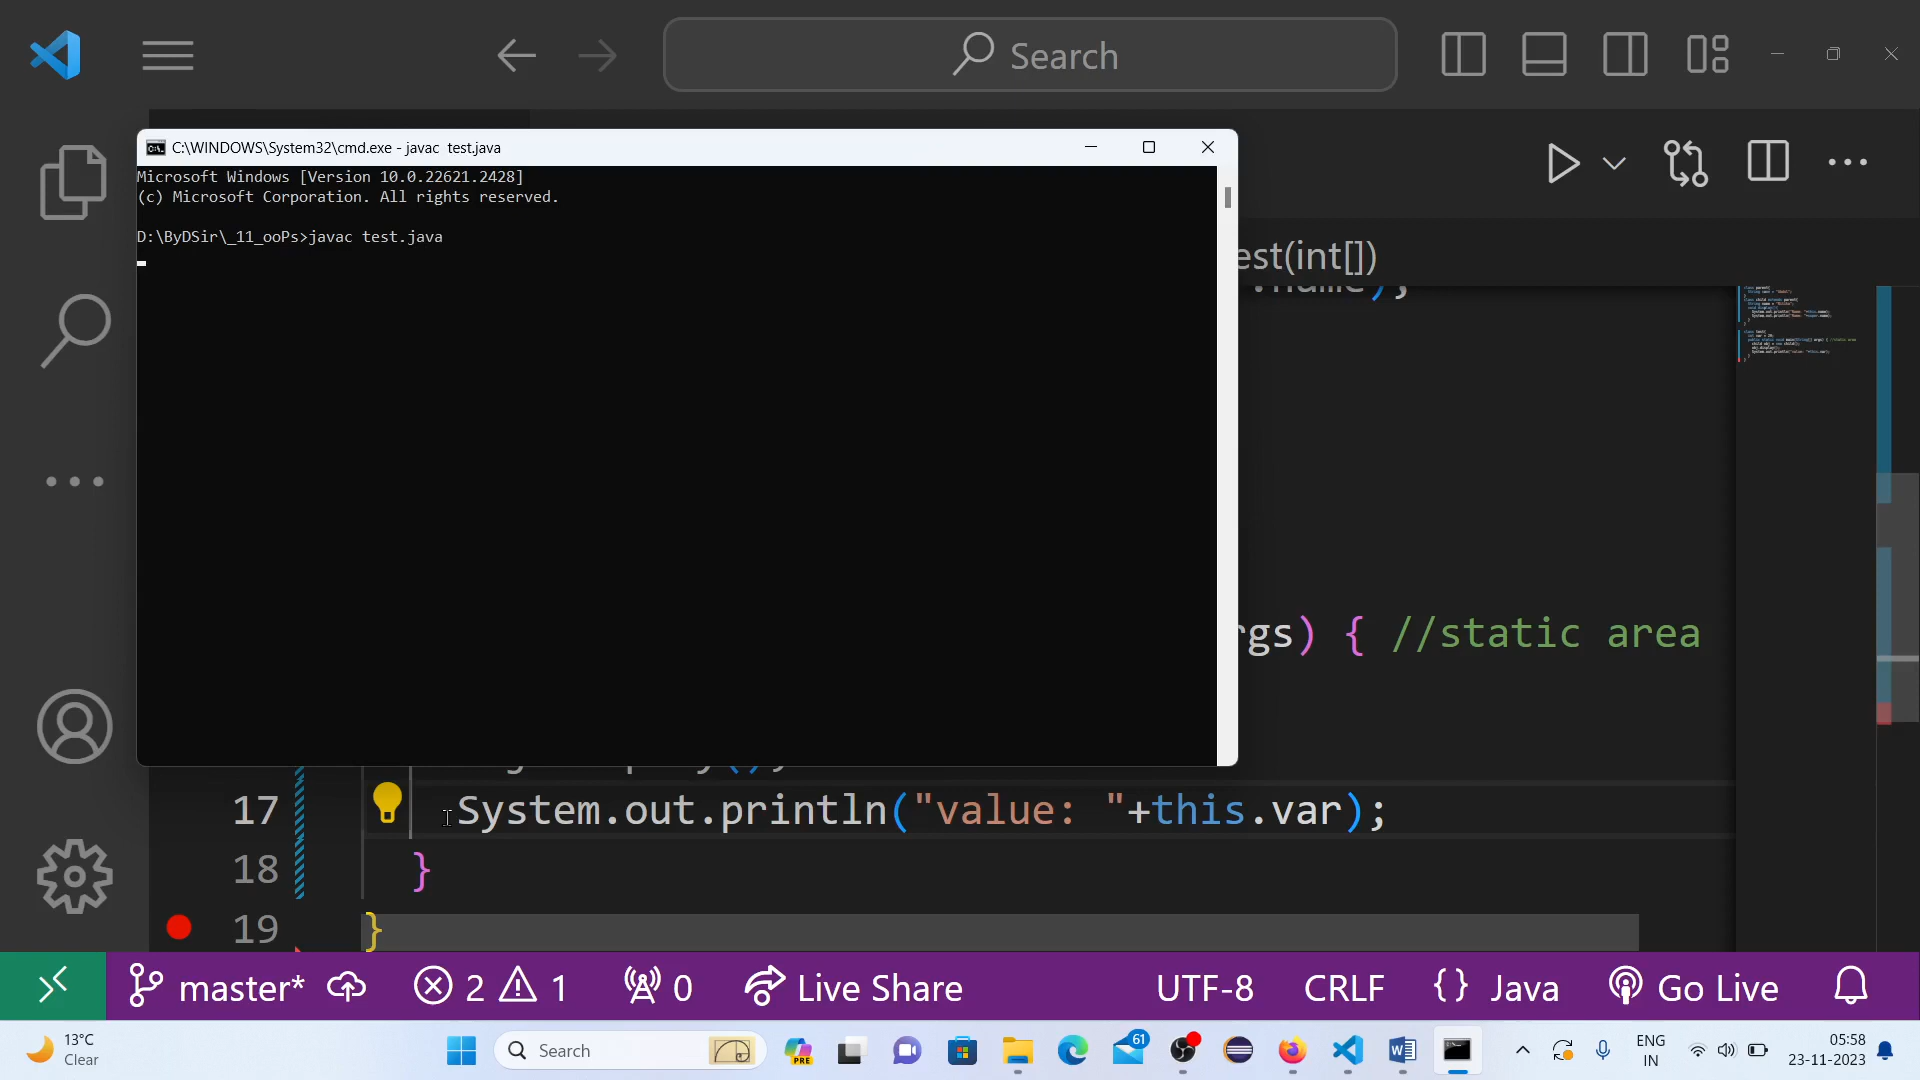 Search
C:\WINDOWS\System32\cmd.exe - javac  test.java
Microsoft Windows [Version 10.0.22621.2428]
(c) Microsoft Corporation. All rights reserved.
D:\ByDSir\_11_ooPs>javac test.java
est(int[])
.name);
rgs) { //static area
17 System.out.println("value: "+this.var);
18 }
19 }
master* 2 1 0 Live Share UTF-8 CRLF {} Java Go Live
13°C
Clear
Search
PRE
61
ENG
IN
05:58
23-11-2023